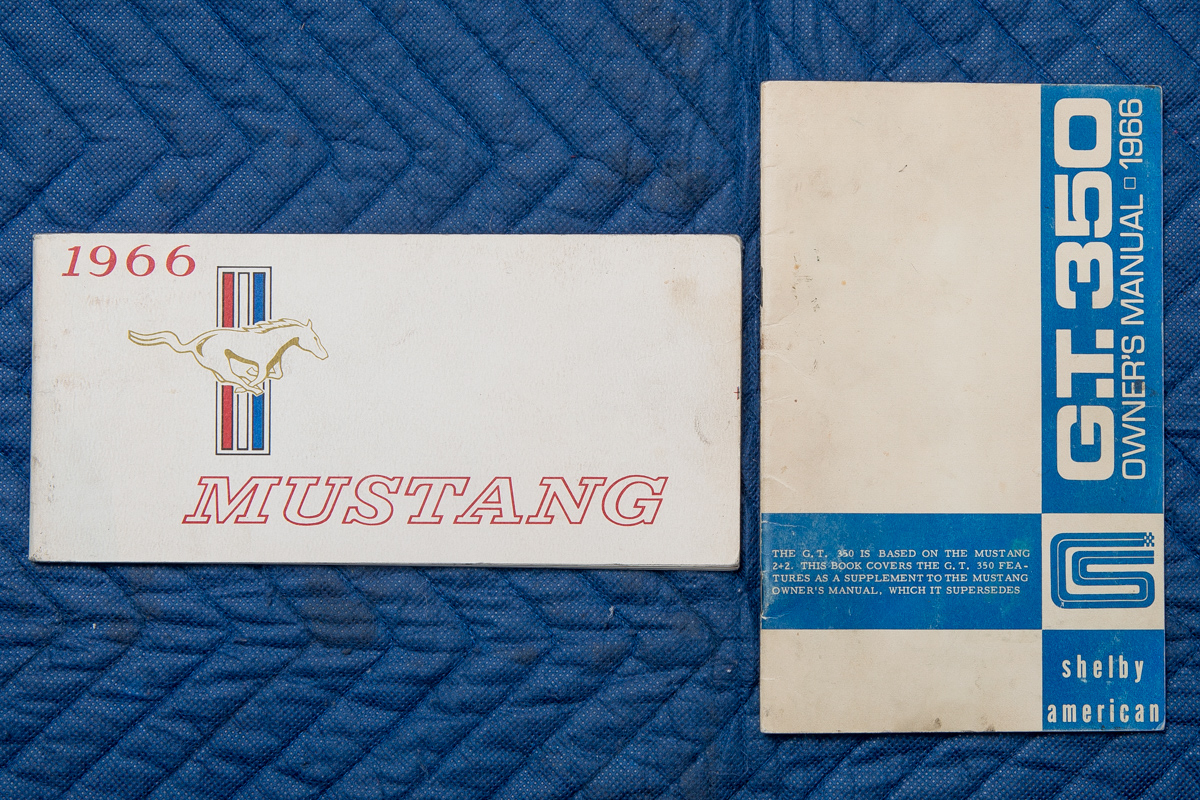 1966
MUSTANG
G.T. 350
OWNER'S MANUAL □ 1966
THE G.T. 350 IS BASED ON THE MUSTANG
2+2. THIS BOOK COVERS THE G.T. 350 FEA-
TURES AS A SUPPLEMENT TO THE MUSTANG
OWNER'S MANUAL, WHICH IT SUPERSEDES
shelby
american